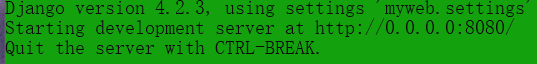 Django version 4.2.3, using settings 'myweb.settings'
Starting development server at http://0.0.0.0:8080/
Quit the server with CTRL-BREAK.